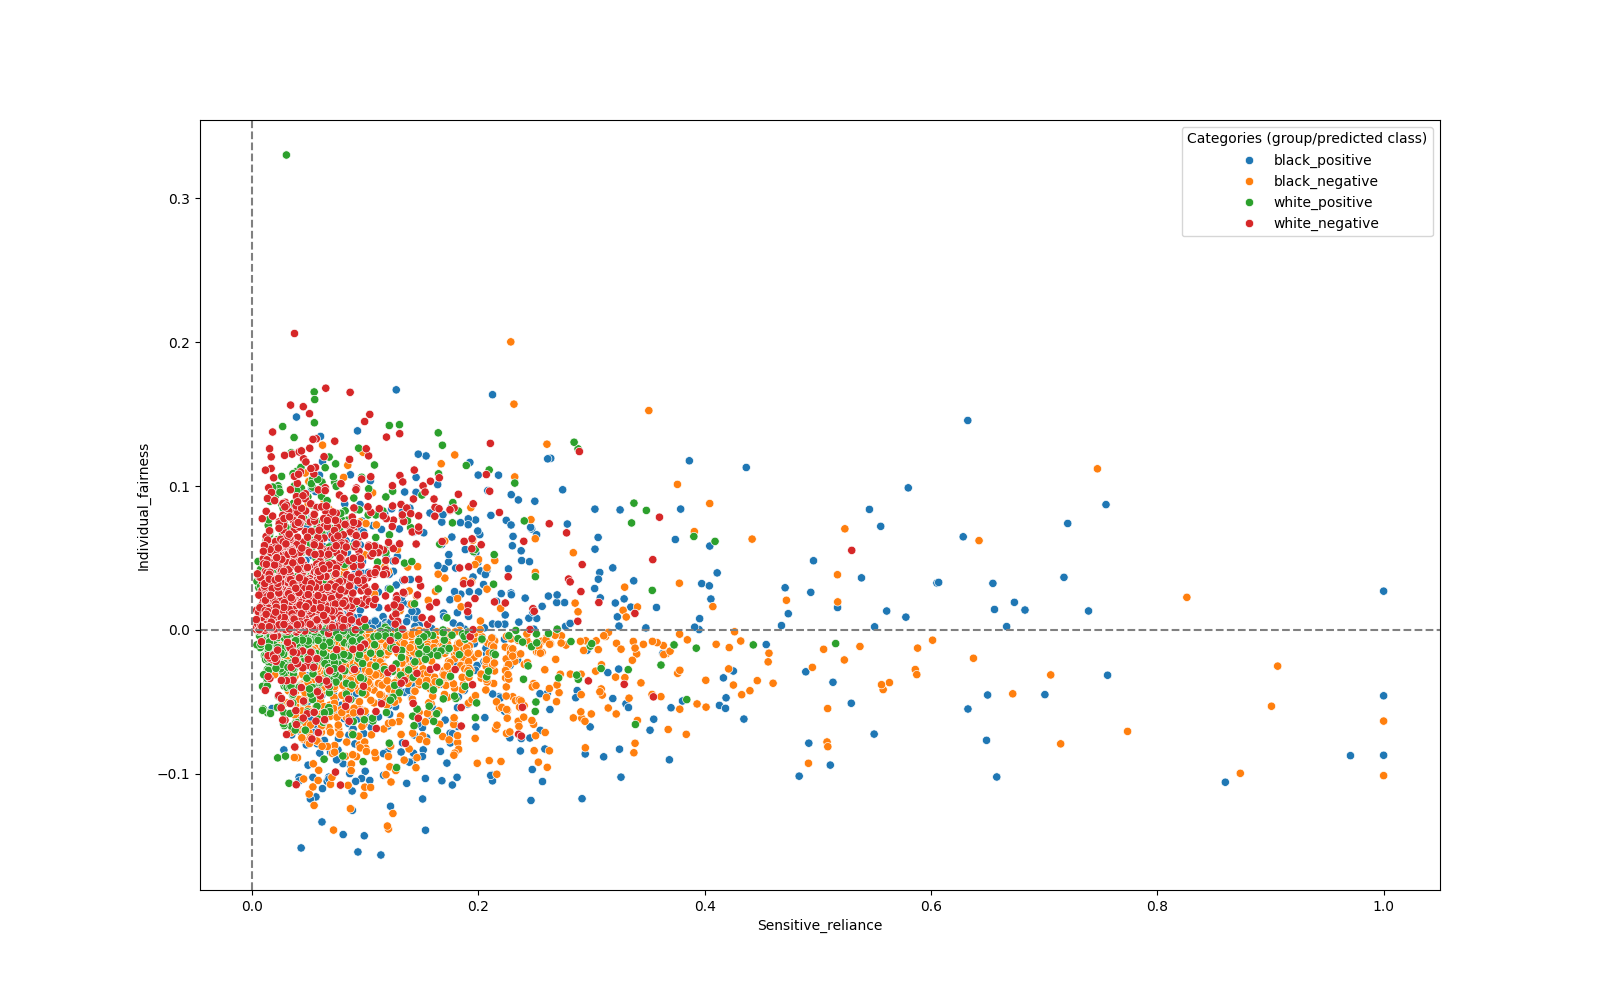 Categories (group/predicted class)
black_positive
black_negative
white_positive
white_negative
0.3
0.2
0.1
0.0
−0.1
Individual_fairness
0.0 0.2 0.4 0.6 0.8 1.0
Sensitive_reliance